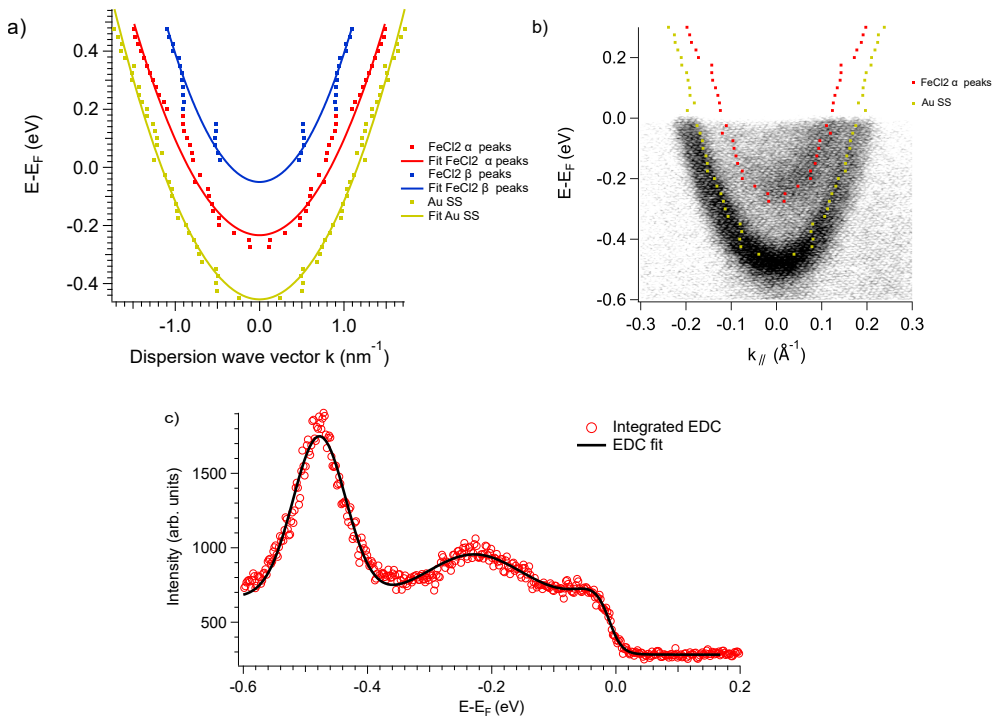 a)
0.4
0.2
0.0
-0.2
-0.4
E-E_F (eV)
-1.0
0.0
1.0
Dispersion wave vector k (nm⁻¹)
FeCl2 α peaks
Fit FeCl2 α peaks
FeCl2 β peaks
Fit FeCl2 β peaks
Au SS
Fit Au SS
b)
0.2
0.0
-0.2
-0.4
-0.6
E-E_F (eV)
-0.3
-0.2
-0.1
0.0
0.1
0.2
0.3
k_// (Å⁻¹)
FeCl2 α peaks
Au SS
c)
1500
1000
500
Intensity (arb. units)
-0.6
-0.4
-0.2
0.0
0.2
E-E_F (eV)
Integrated EDC
EDC fit